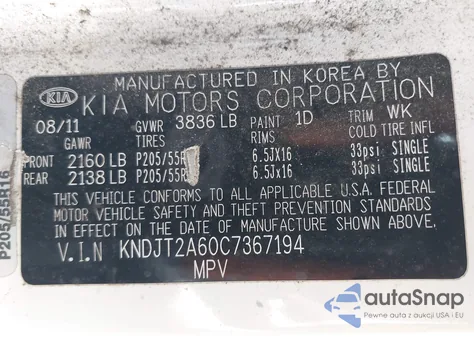 MANUFACTURED IN KOREA BY
KIA KIA MOTORS CORPORATION
08/11 GVWR 3836 LB PAINT 1D TRIM WK
GAWR TIRES RIMS COLD TIRE INFL
FRONT 2160 LB P205/55R 6.5JX16 33psi SINGLE
REAR 2138 LB P205/55R 6.5JX16 33psi SINGLE
THIS VEHICLE CONFORMS TO ALL APPLICABLE U.S.A. FEDERAL
MOTOR VEHICLE SAFETY AND THEFT PREVENTION STANDARDS
IN EFFECT ON THE DATE OF MANUFACTURE SHOWN ABOVE.
V.I.N KNDJT2A60C7367194
MPV
P205/55R16
autoSnap
Pewne auta z USA, Kanady i EU